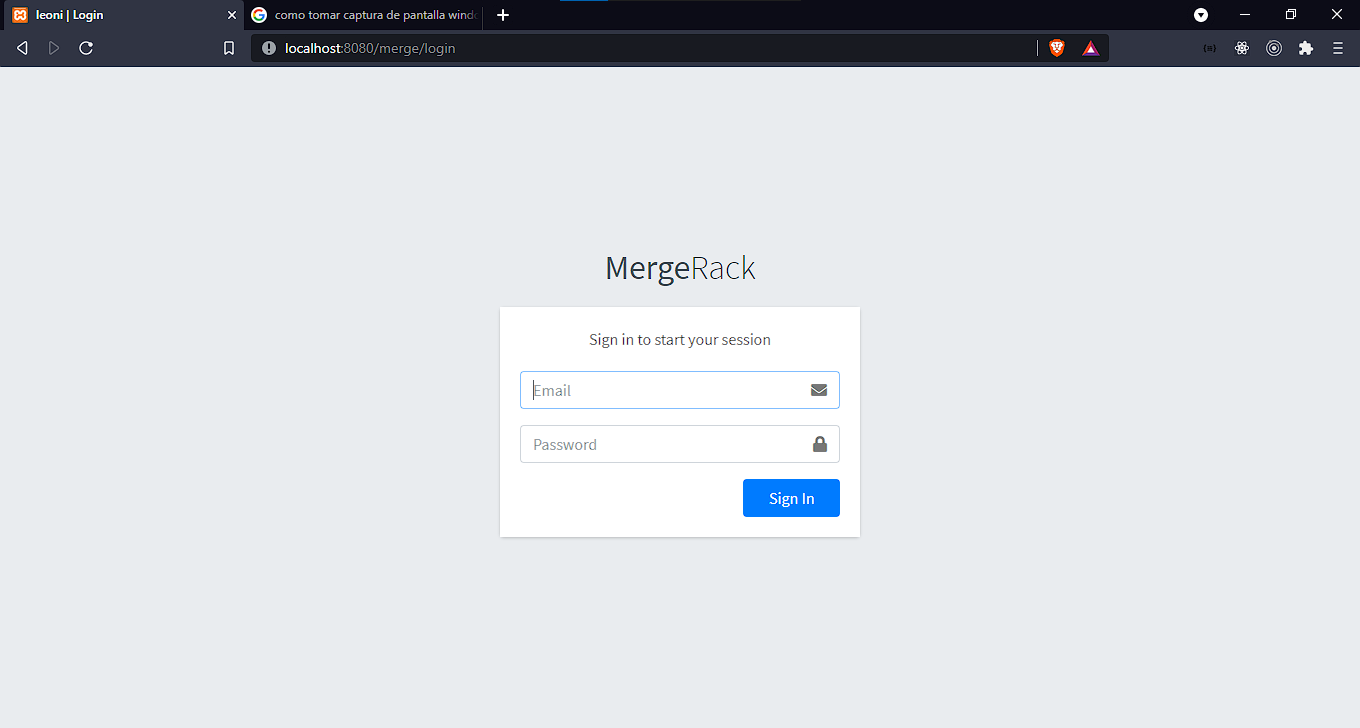 leoni | Login
como tomar captura de pantalla wind
localhost:8080/merge/login
MergeRack
Sign in to start your session
Email
Password
Sign In